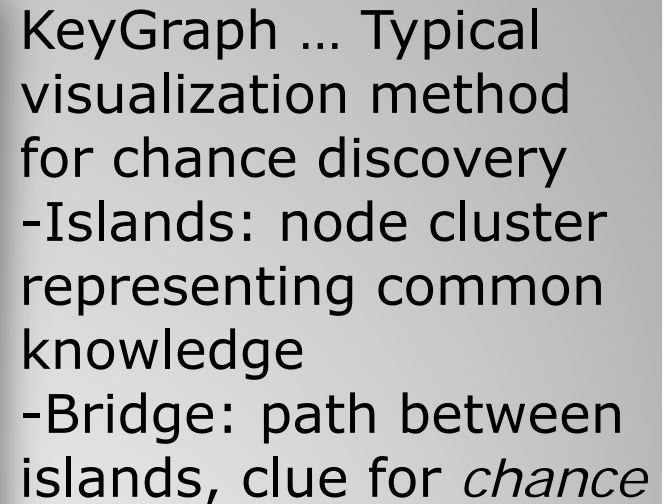 KeyGraph … Typical
visualization method
for chance discovery
-Islands: node cluster
representing common
knowledge
-Bridge: path between
islands, clue for chance